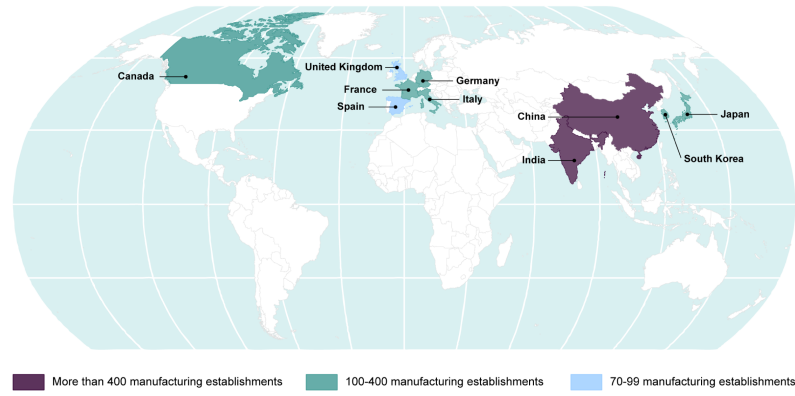 United Kingdom
Canada
Germany
France
Italy
Spain
China
Japan
India
South Korea
More than 400 manufacturing establishments
100-400 manufacturing establishments
70-99 manufacturing establishments